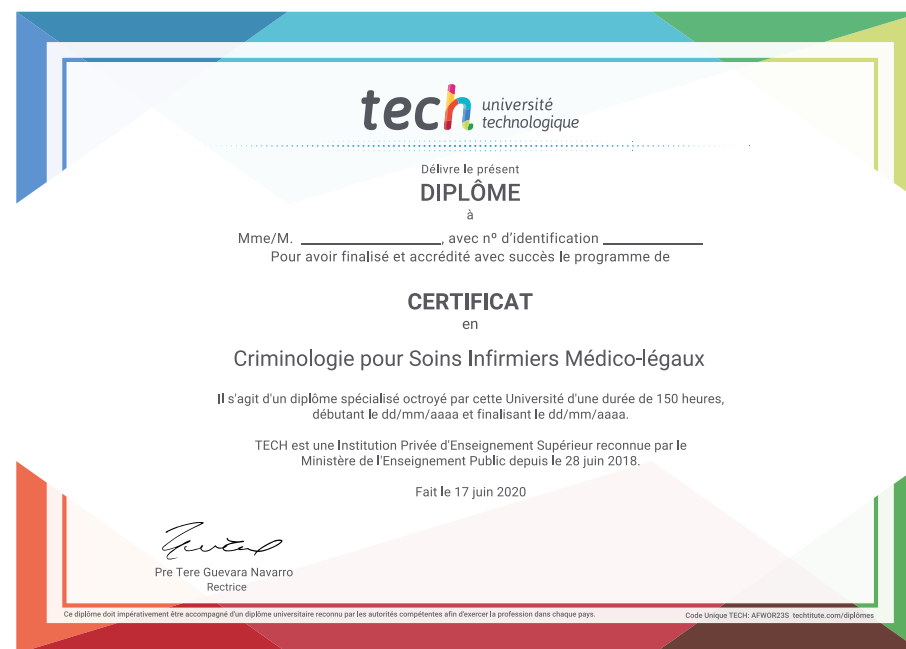 tech université
technologique
Délivre le présent
DIPLÔME
à
Mme/M. ____________________, avec nº d'identification ______________
Pour avoir finalisé et accrédité avec succès le programme de
CERTIFICAT
en
Criminologie pour Soins Infirmiers Médico-légaux
Il s'agit d'un diplôme spécialisé octroyé par cette Université d'une durée de 150 heures,
débutant le dd/mm/aaaa et finalisant le dd/mm/aaaa.
TECH est une Institution Privée d'Enseignement Supérieur reconnue par le
Ministère de l'Enseignement Public depuis le 28 juin 2018.
Fait le 17 juin 2020
Pre Tere Guevara Navarro
Rectrice
Ce diplôme doit impérativement être accompagné d'un diplôme universitaire reconnu par les autorités compétentes afin d'exercer la profession dans chaque pays.
Code Unique TECH: AFWOR23S techtitute.com/diplômes